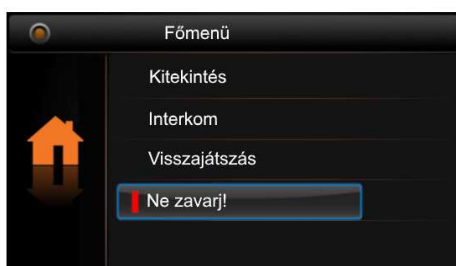 Főmenü
Kitekintés
Interkom
Visszajátszás
Ne zavarj!